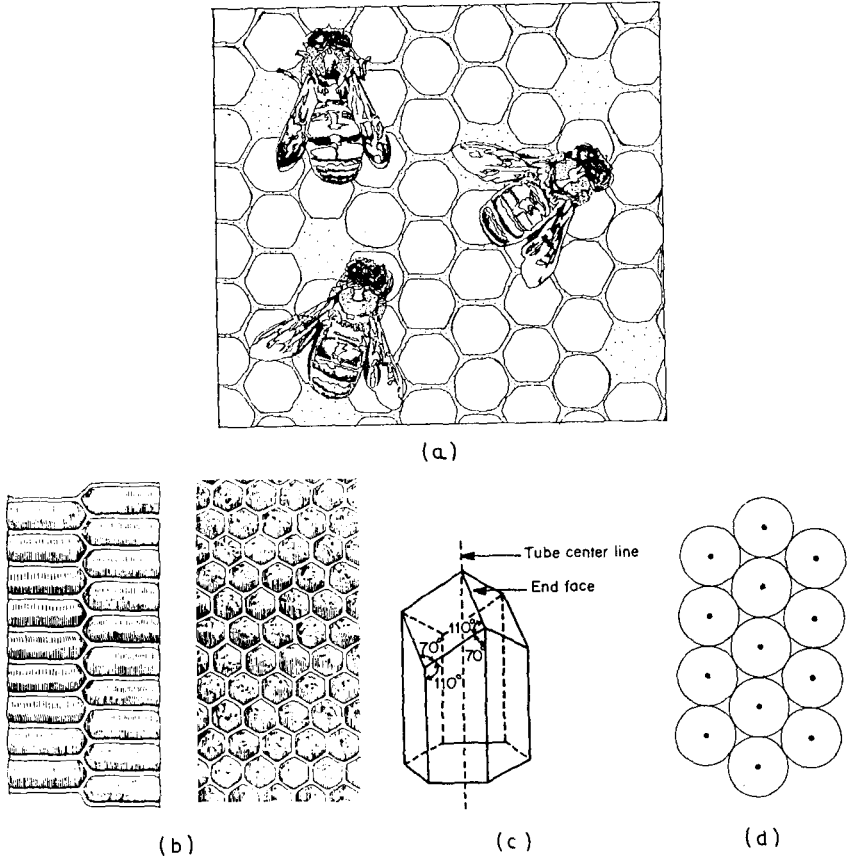 (a)
Tube center line
End face
110°
70°
70°
110°
(b)
(c)
(d)